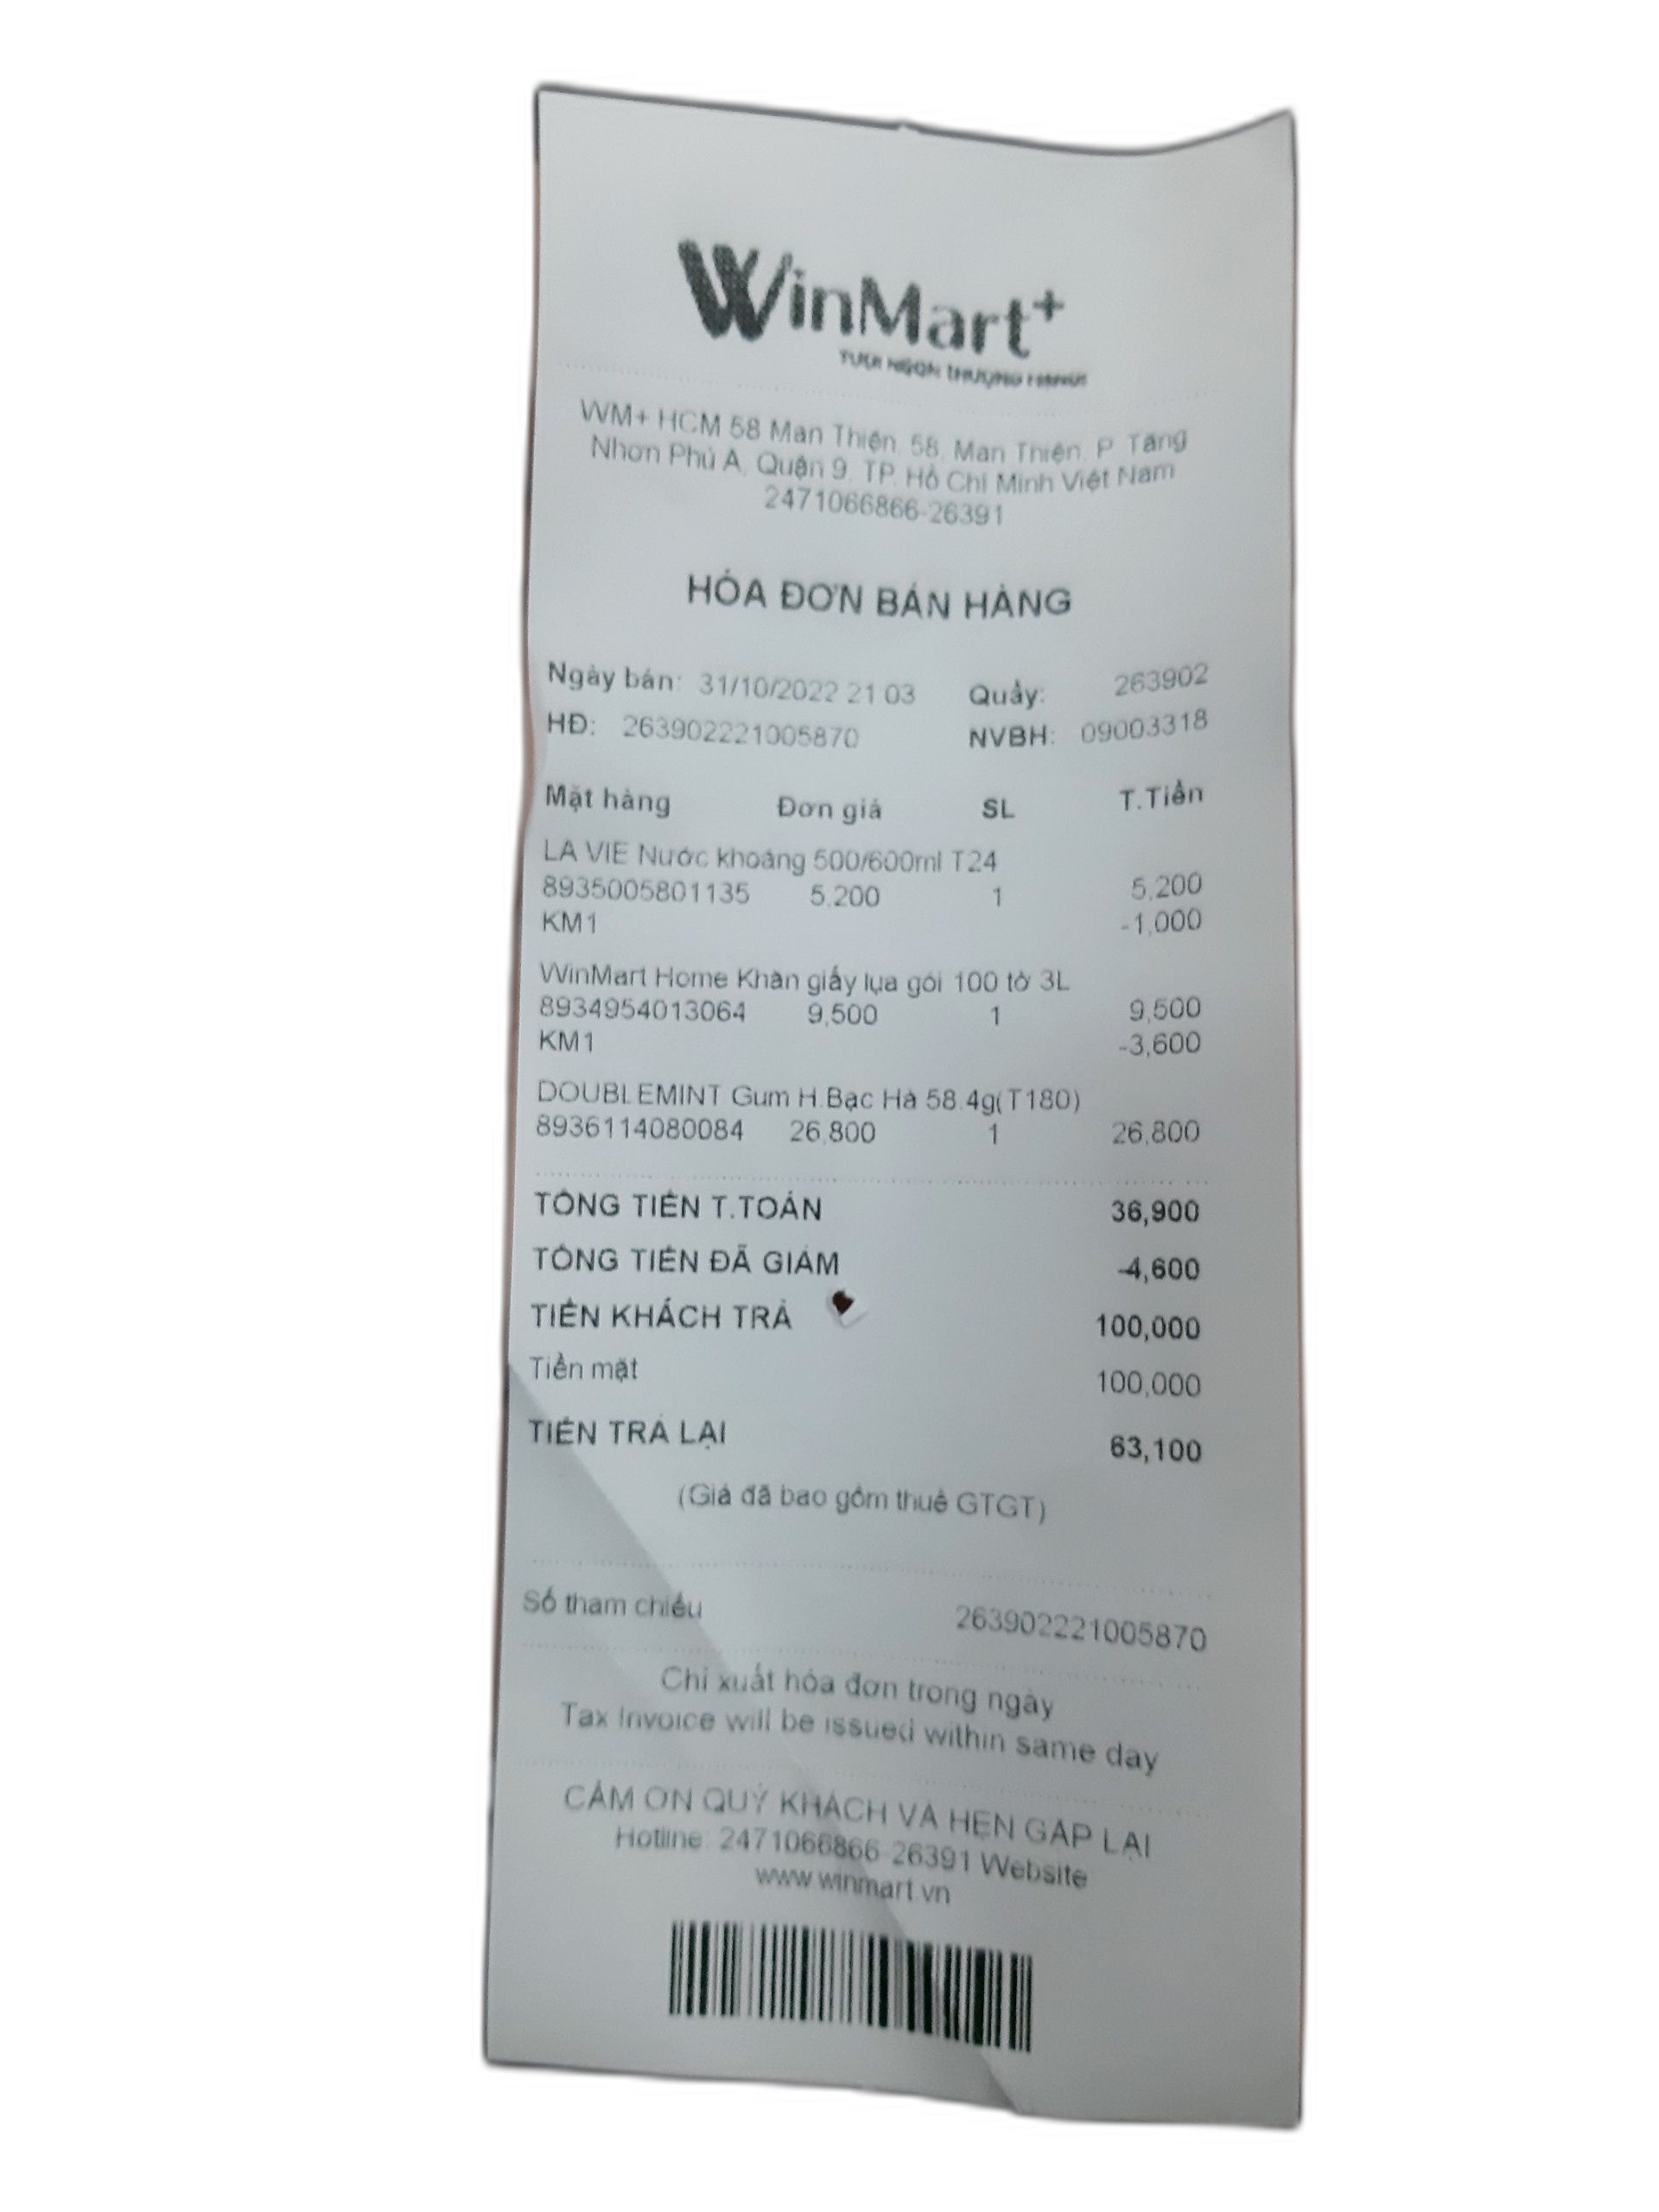 WinMart+
TƯƠI NGON THƯỢNG HẠNG
WM+ HCM 58 Man Thiện, 58, Man Thiện, P. Tăng
Nhơn Phú A, Quận 9, TP. Hồ Chí Minh Việt Nam
2471066866-26391
HÓA ĐƠN BÁN HÀNG
Ngày bán: 31/10/2022 21:03 Quầy: 263902
HĐ: 263902221005870 NVBH: 09003318
Mặt hàng Đơn giá SL T.Tiền
LA VIE Nước khoáng 500/600ml T24
8935005801135 5,200 1 5,200
KM1 -1,000
WinMart Home Khăn giấy lụa gói 100 tờ 3L
8934954013064 9,500 1 9,500
KM1 -3,600
DOUBLEMINT Gum H.Bạc Hà 58.4g(T180)
8936114080084 26,800 1 26,800
TỔNG TIỀN T.TOÁN 36,900
TỔNG TIỀN ĐÃ GIẢM -4,600
TIỀN KHÁCH TRẢ 100,000
Tiền mặt 100,000
TIỀN TRẢ LẠI 63,100
(Giá đã bao gồm thuế GTGT)
Số tham chiếu 263902221005870
Chỉ xuất hóa đơn trong ngày
Tax Invoice will be issued within same day
CẢM ƠN QUÝ KHÁCH VÀ HẸN GẶP LẠI
Hotline: 2471066866-26391 Website
www.winmart.vn